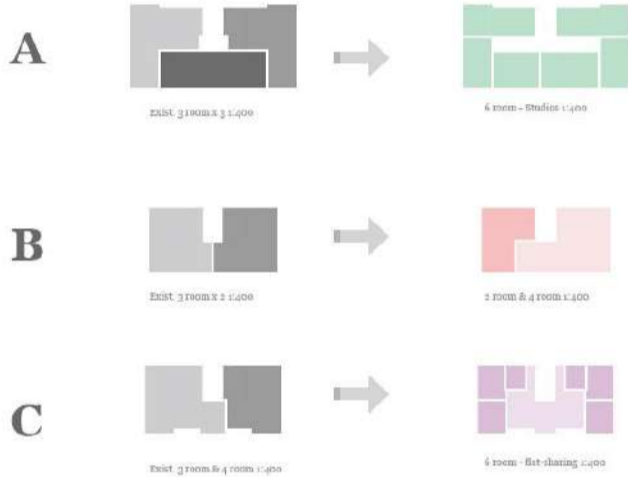 A
Exist. 3 room x 3 1:400
6 room - Studios 1:400
B
Exist. 3 room x 2 1:400
2 room & 4 room 1:400
C
Exist. 3 room & 4 room 1:400
6 room - flat-sharing 1:400